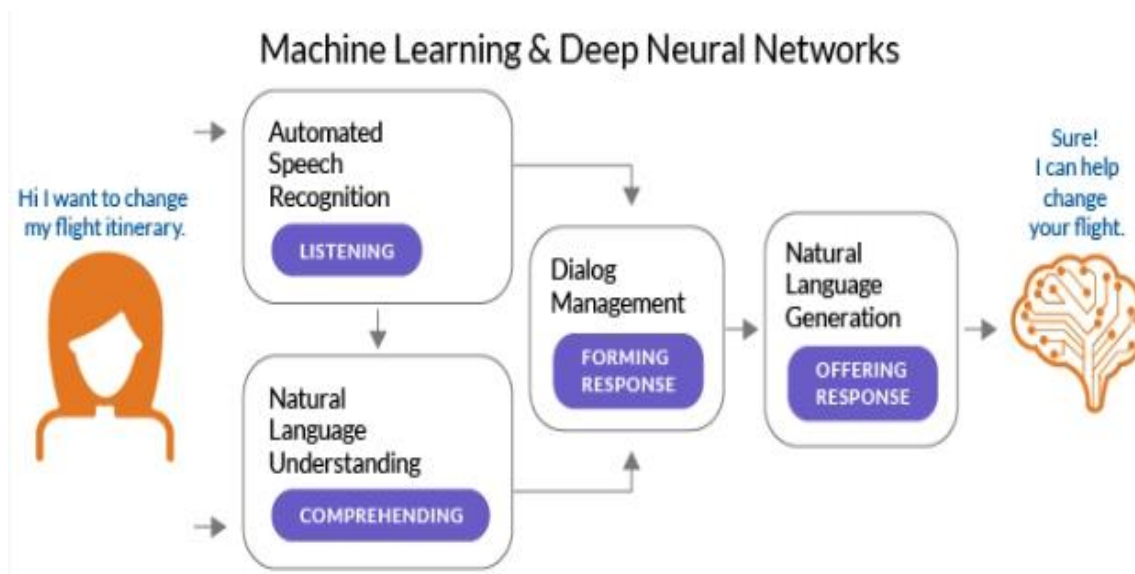 Machine Learning & Deep Neural Networks
Hi I want to change
my flight itinerary.
Automated
Speech
Recognition
LISTENING
Natural
Language
Understanding
COMPREHENDING
Dialog
Management
FORMING
RESPONSE
Natural
Language
Generation
OFFERING
RESPONSE
Sure!
I can help
change
your flight.